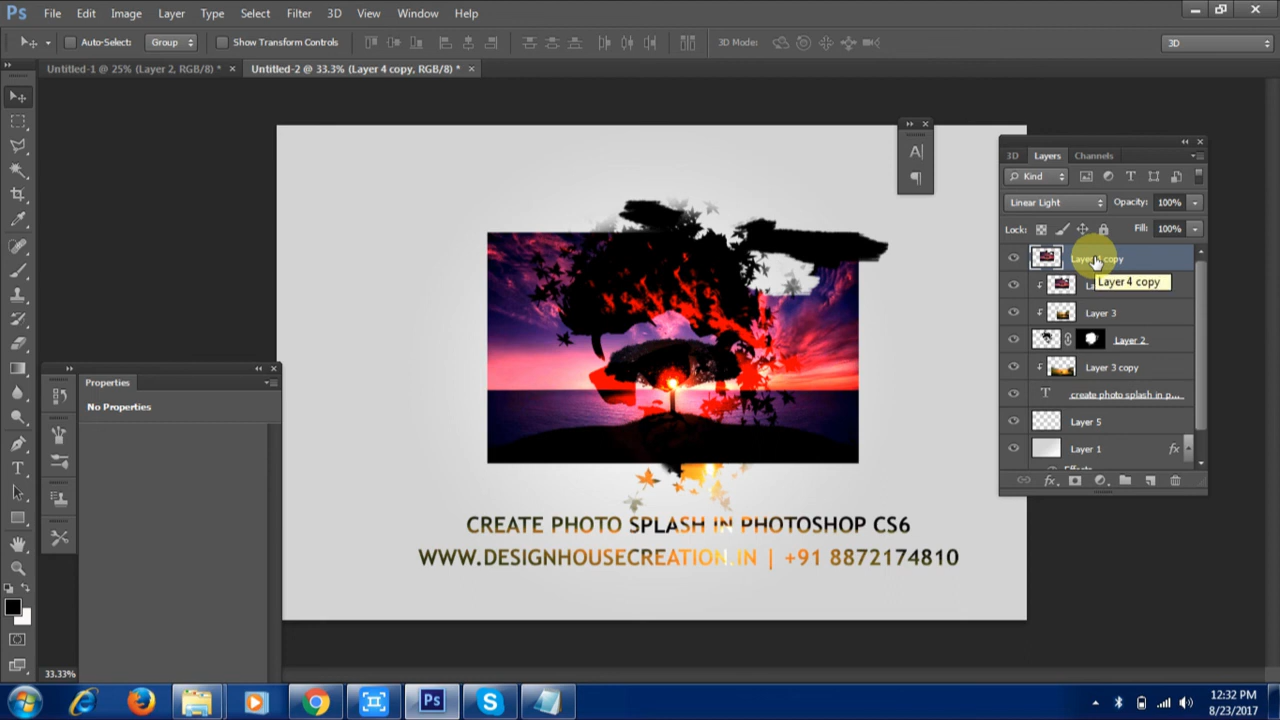 Ps File Edit Image Layer Type Select Filter 3D View Window Help
Auto-Select: Group Show Transform Controls 3D Mode: 3D
Untitled-1 @ 25% (Layer 2, RGB/8) * × Untitled-2 @ 33.3% (Layer 4 copy, RGB/8) * ×
3D Layers Channels
Kind
Linear Light Opacity: 100%
Lock: Fill: 100%
copy
Layer 4 copy
Layer 3
Layer 2
Layer 3 copy
create photo splash in p...
Layer 5
Layer 1 fx
Effects
Properties
No Properties
CREATE PHOTO SPLASH IN PHOTOSHOP CS6
WWW.DESIGNHOUSECREATION.IN | +91 8872174810
33.33%
12:32 PM
8/23/2017